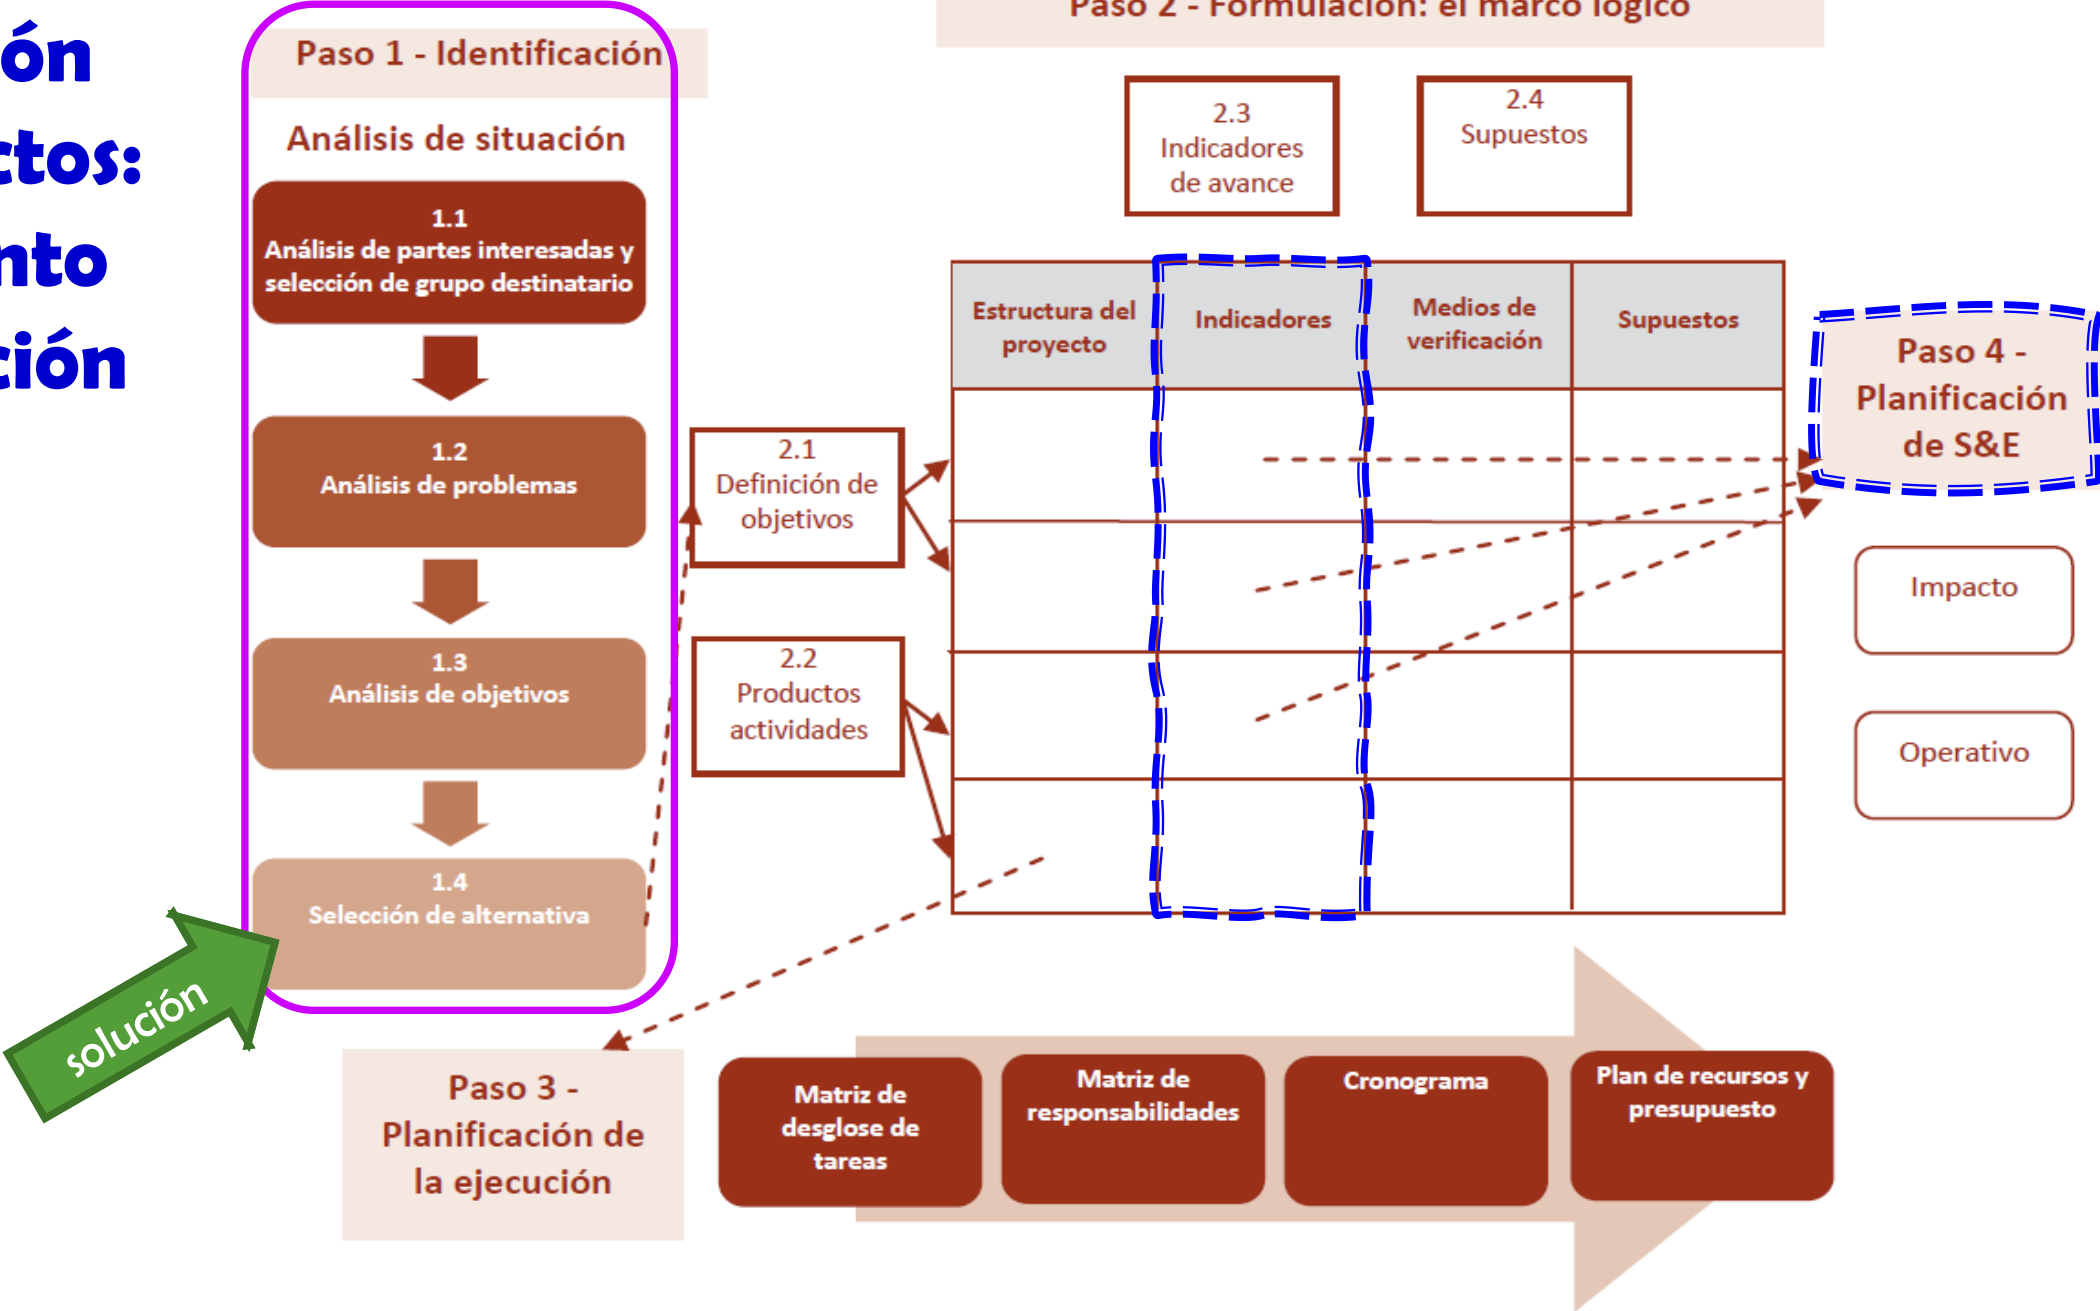 ón
ctos:
nto
ción
Paso 1 - Identificación
Análisis de situación
1.1
Análisis de partes interesadas y
selección de grupo destinatario
1.2
Análisis de problemas
1.3
Análisis de objetivos
1.4
Selección de alternativa
solución
Paso 2 - Formulación: el marco lógico
2.3
Indicadores
de avance
2.4
Supuestos
2.1
Definición de
objetivos
2.2
Productos
actividades
Estructura del
proyecto
Indicadores
Medios de
verificación
Supuestos
Paso 4 -
Planificación
de S&E
Impacto
Operativo
Paso 3 -
Planificación de
la ejecución
Matriz de
desglose de
tareas
Matriz de
responsabilidades
Cronograma
Plan de recursos y
presupuesto